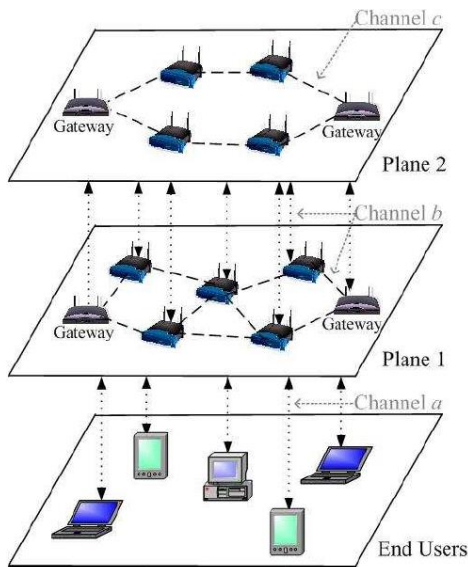 Channel c
Gateway
Gateway
Plane 2
Channel b
Gateway
Gateway
Plane 1
Channel a
End Users